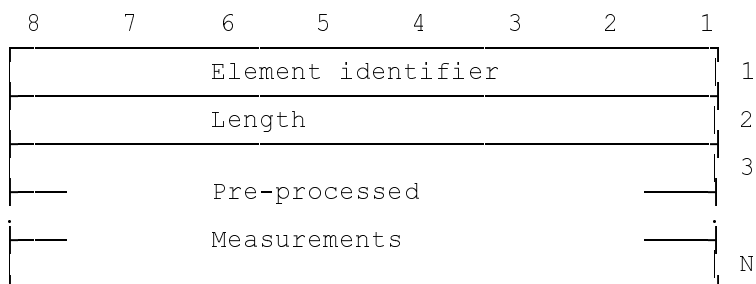 8 7 6 5 4 3 2 1
Element identifier 1
Length 2
3
Pre-processed
Measurements
N